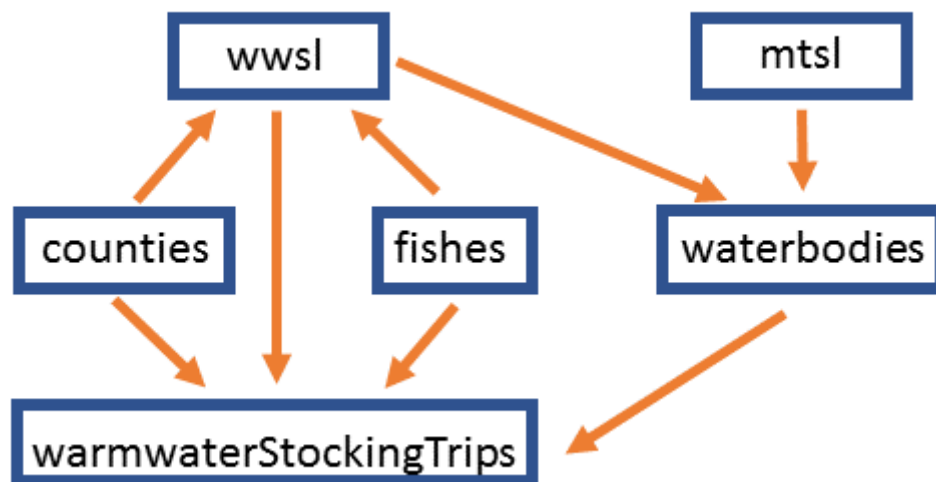 wwsl
mtsl
counties
fishes
waterbodies
warmwaterStockingTrips